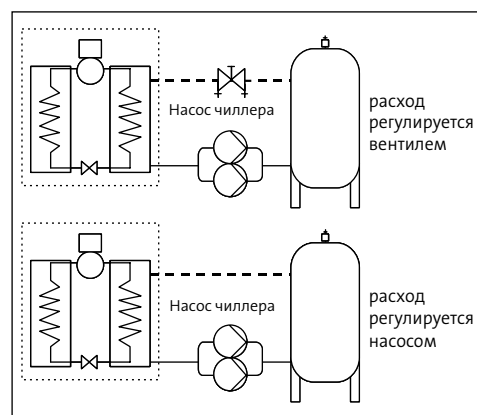 Насос чиллера
расход
регулируется
вентилем
Насос чиллера
расход
регулируется
насосом